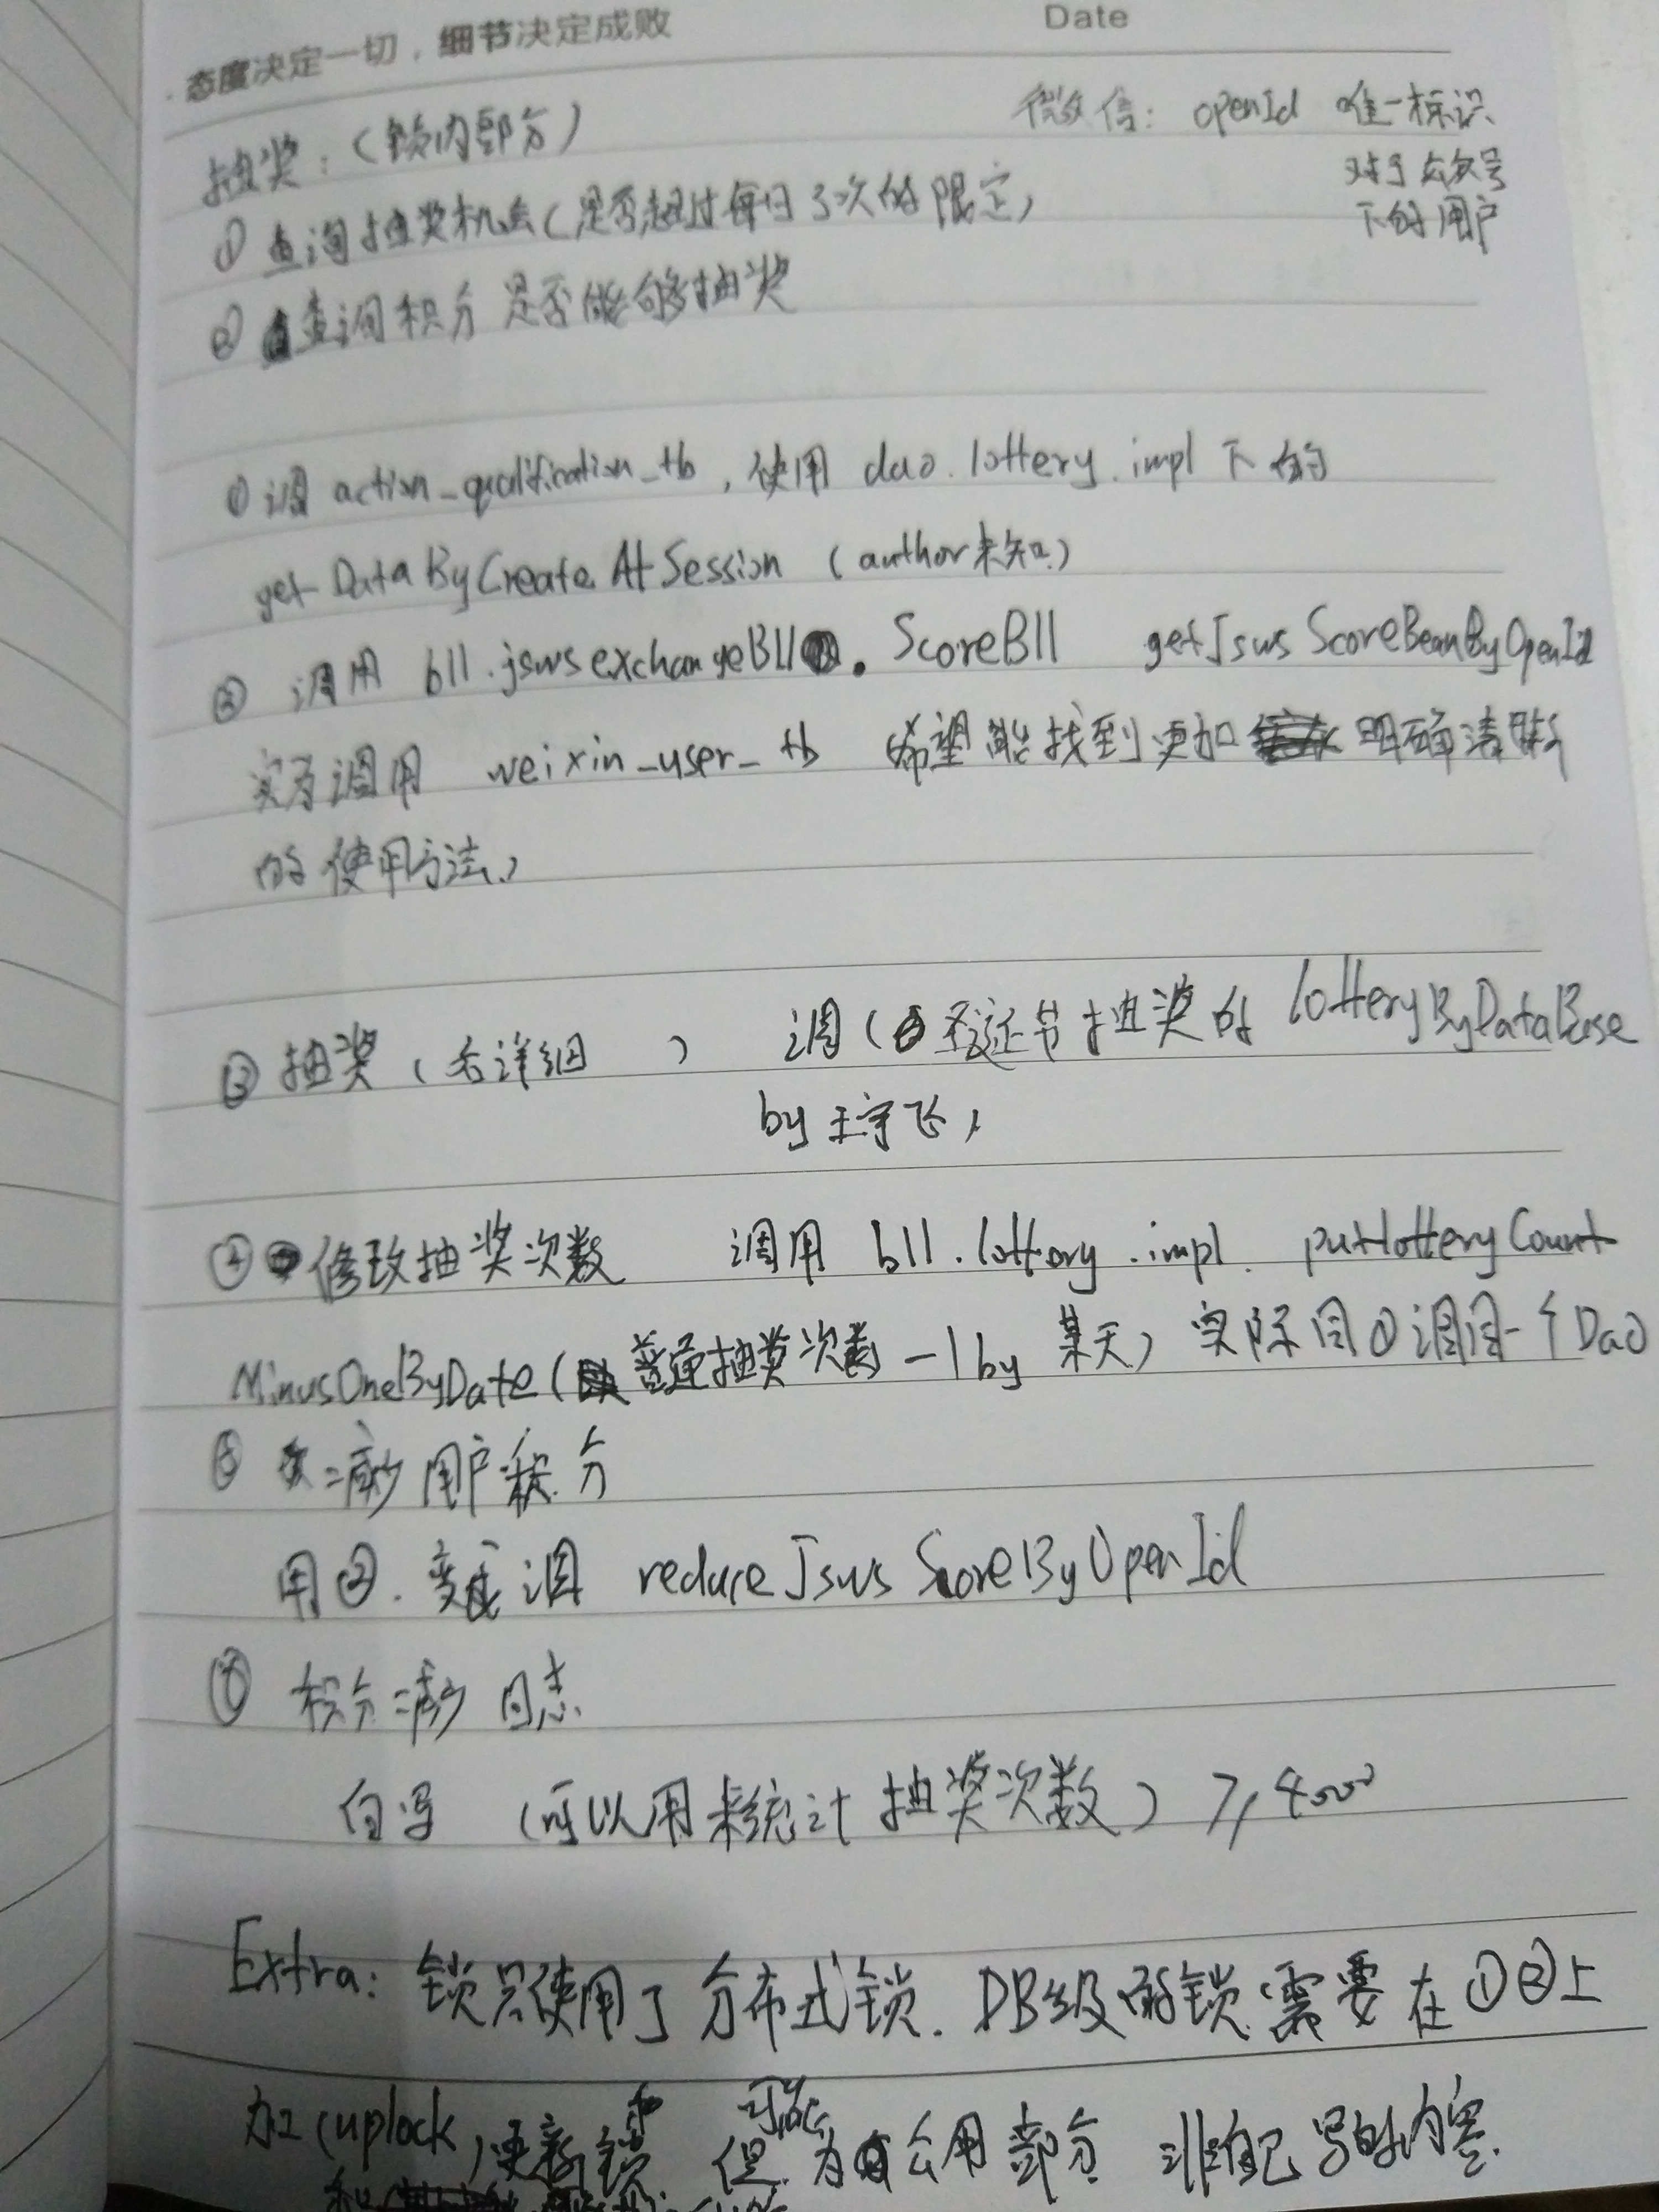 态度决定一切，细节决定成败
Date
抽奖：（锁内部分）
微信：openId 唯一标识
对于公众号
下的用户
① 查询抽奖机会（是否超过每日3次的限定）
② 查询积分是否能够抽奖
① 调 action_qualification_tb，使用 dao.lottery.impl 下的
getDataByCreateAtSession （author未知）
② 调用 bll.jswsexchangeBll. ScoreBll getJswsScoreBeanByOpenId
实为调用 weixin_user_tb 希望能找到更加 明确清晰
的使用方法）
③ 抽奖（看详细 ） 调（圣诞节抽奖的 lotteryByDataBase
by 王宇飞）
④ 修改抽奖次数 调用 bll.lottery.impl. putlotteryCount
MinusOneByDate（普通抽奖次数 -1 by 某天）实际同①调同一个Dao
⑤ 减少用户积分
用②. 变成调 reduceJswsScoreByOpenId
⑥ 积分减少日志
自写 （可以用来统计抽奖次数）
Extra: 锁只使用了分布式锁. DB级的锁需要在①②上
加（uplock）更新锁 但 可能 为公用部分 非自己写的内容.